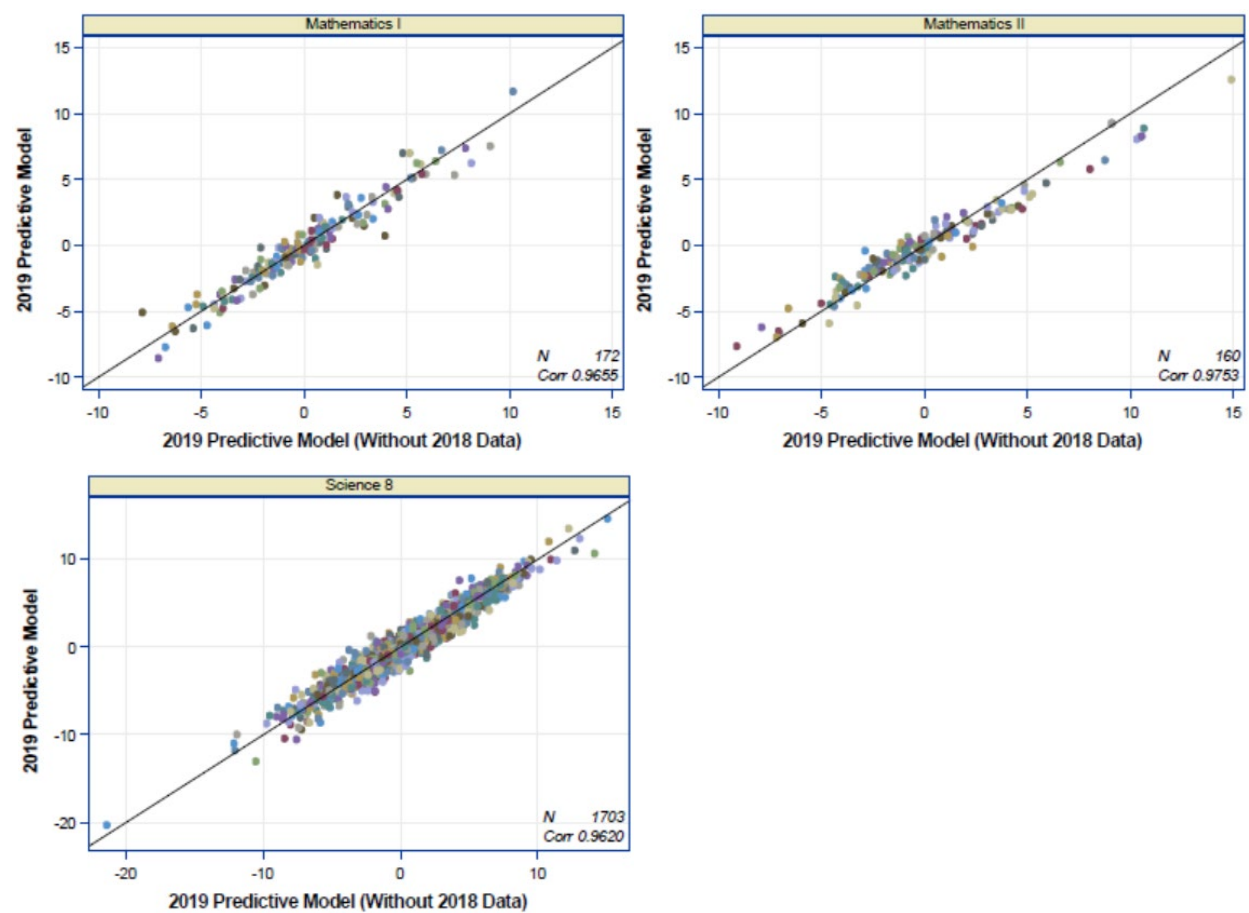 Mathematics I
15
10
5
0
-5
-10
2019 Predictive Model
N 172
Corr 0.9655
-10 -5 0 5 10 15
2019 Predictive Model (Without 2018 Data)
Mathematics II
15
10
5
0
-5
-10
2019 Predictive Model
N 160
Corr 0.9753
-10 -5 0 5 10 15
2019 Predictive Model (Without 2018 Data)
Science 8
10
0
-10
-20
2019 Predictive Model
N 1703
Corr 0.9620
-20 -10 0 10
2019 Predictive Model (Without 2018 Data)